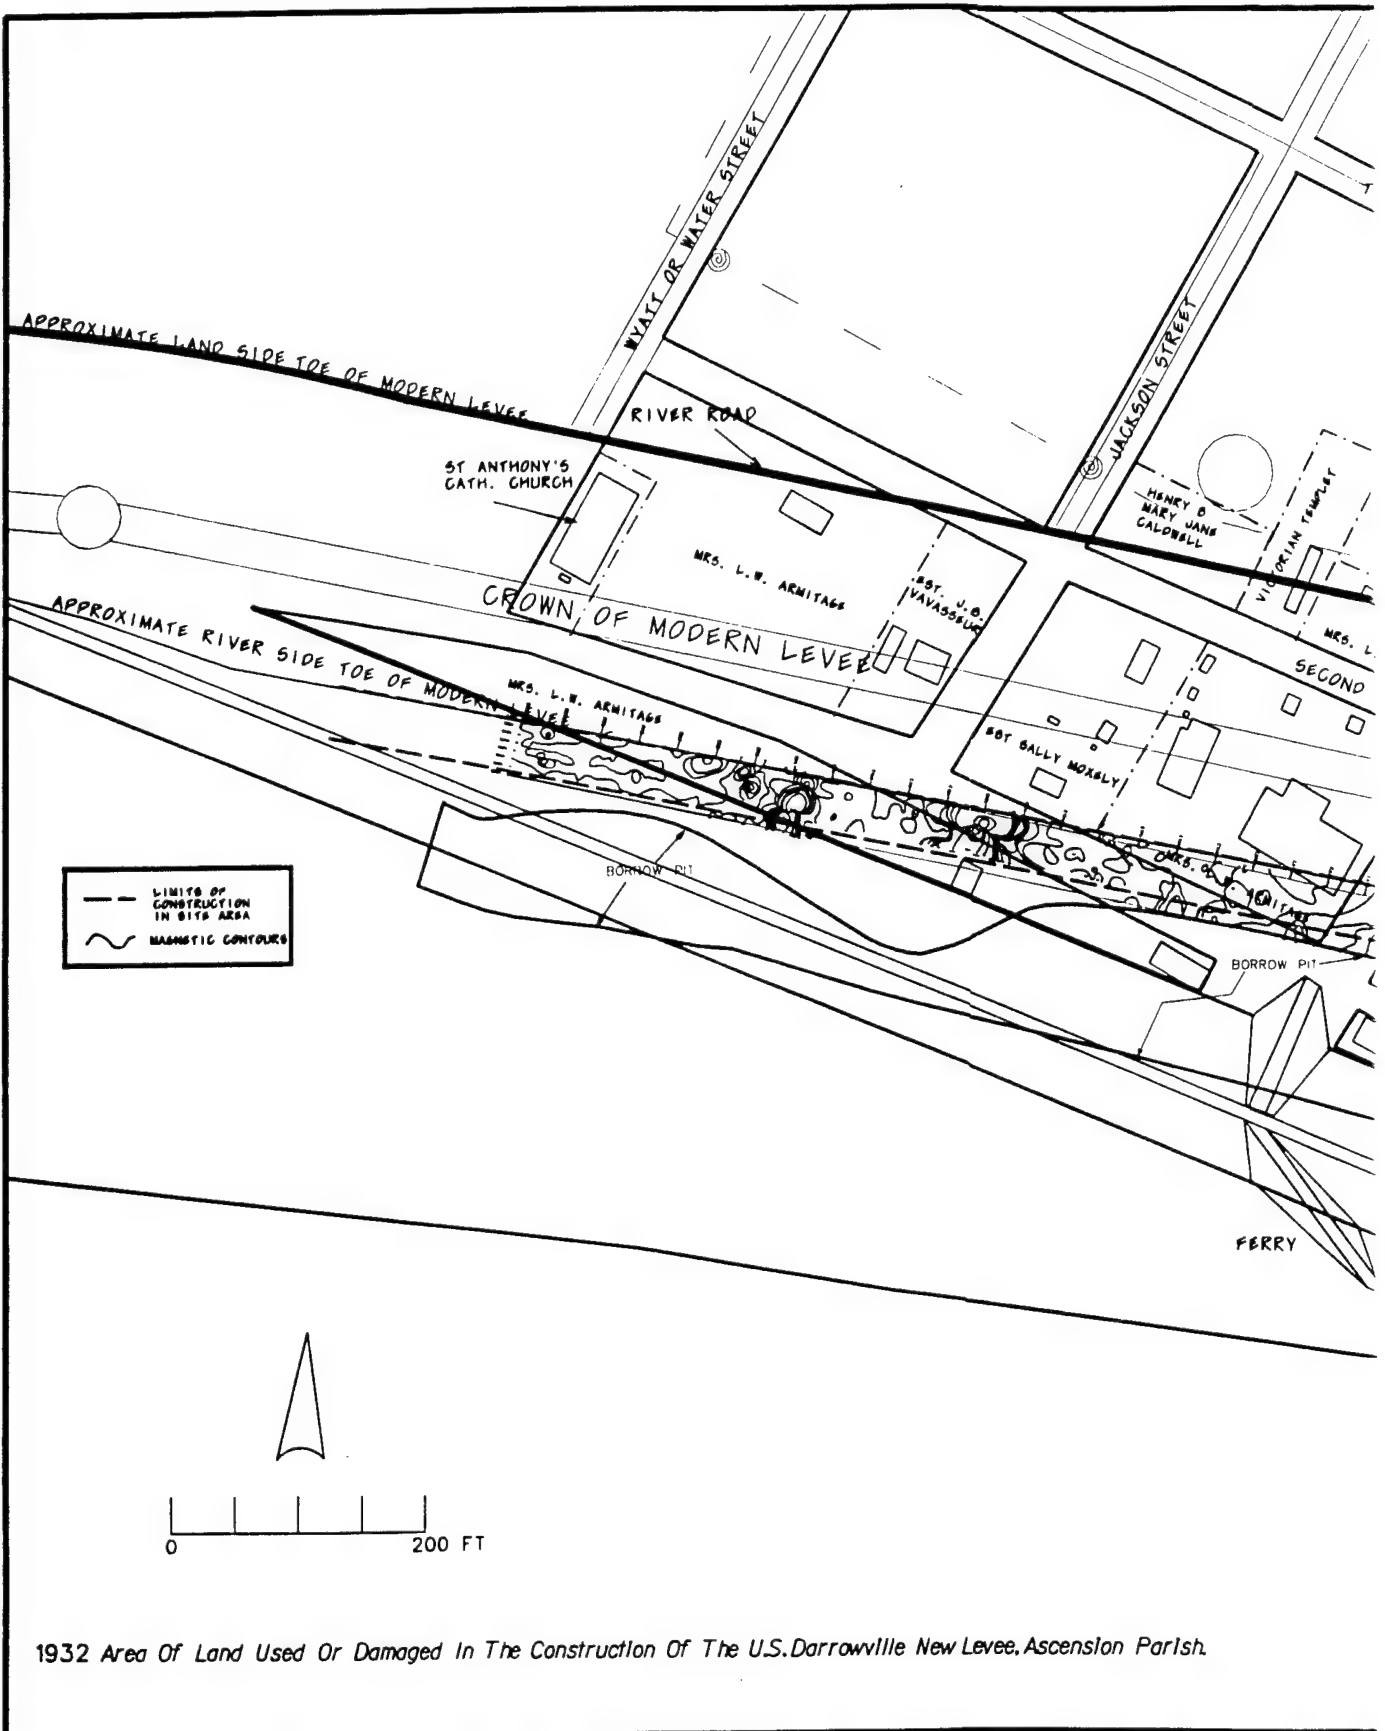 WYATT OR WATER STREET
JACKSON STREET
APPROXIMATE LAND SIDE TOE OF MODERN LEVEE
RIVER ROAD
ST ANTHONY'S
CATH. CHURCH
HENRY B
MARY JANE
CALDWELL
VICTORIAN TEMPLET
MRS. L. W. ARMITAGE
EST. J. B.
VAVASSEUR
MRS. L.
SECOND
CROWN OF MODERN LEVEE
APPROXIMATE RIVER SIDE TOE OF MODERN LEVEE
MRS. L. W. ARMITAGE
EST SALLY MOXELY
MRS.
ARMITAGE
BORROW PIT
LIMITS OF
CONSTRUCTION
IN SITE AREA
MAGNETIC CONTOURS
BORROW PIT
FERRY
0 200 FT
1932 Area Of Land Used Or Damaged In The Construction Of The U.S. Darrowville New Levee, Ascension Parish.